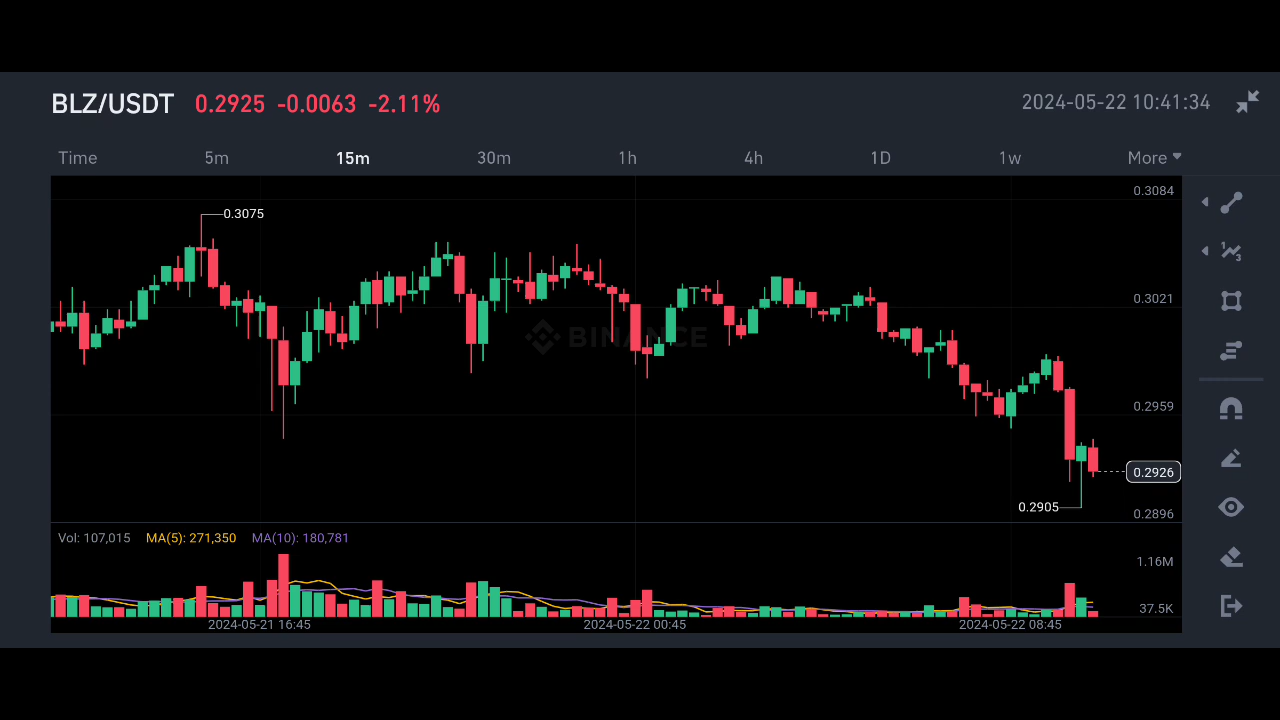 BLZ/USDT 0.2925 -0.0063 -2.11% 2024-05-22 10:41:34
Time 5m 15m 30m 1h 4h 1D 1w More
0.3084
0.3075
0.3021
BINANCE
0.2959
0.2926
0.2905
0.2896
Vol: 107,015 MA(5): 271,350 MA(10): 180,781
1.16M
37.5K
2024-05-21 16:45 2024-05-22 00:45 2024-05-22 08:45